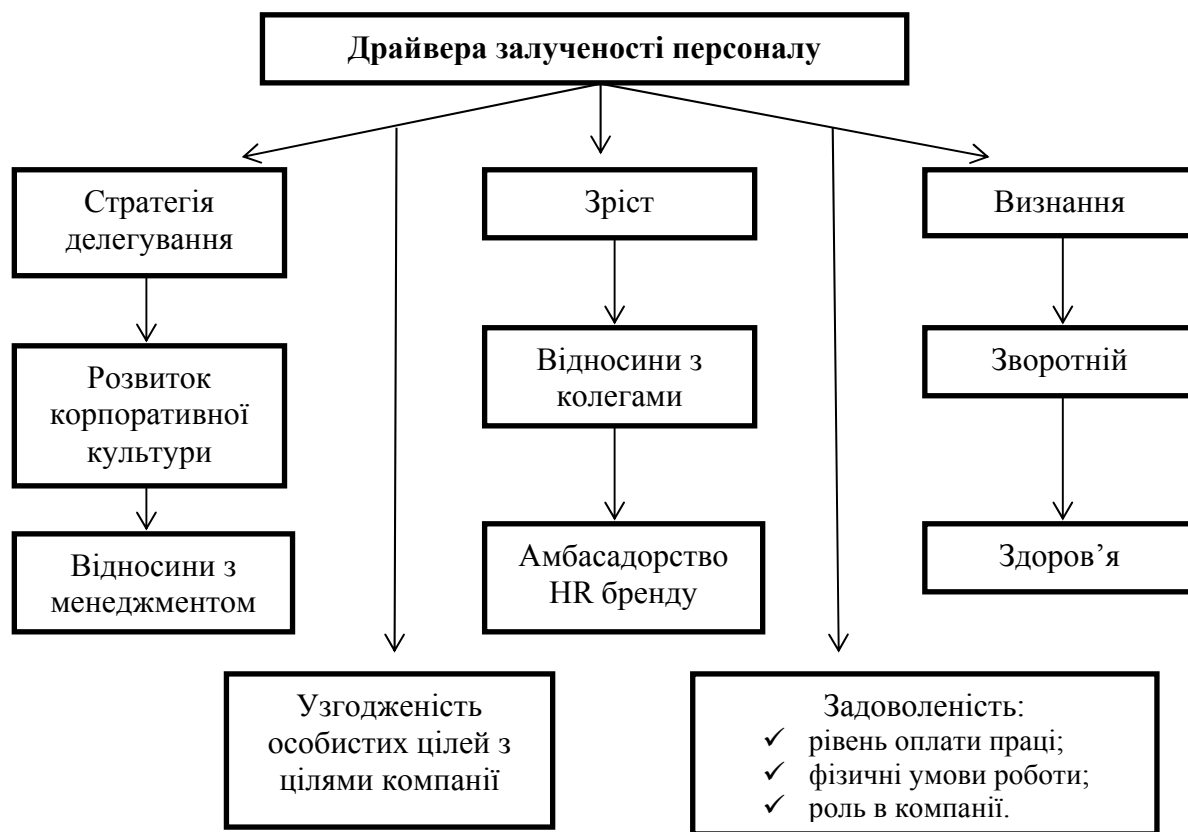 Драйвера залученості персоналу
Стратегія
делегування
Зріст
Визнання
Розвиток
корпоративної
культури
Відносини з
колегами
Зворотній
Відносини з
менеджментом
Амбасадорство
HR бренду
Здоров’я
Узгодженість
особистих цілей з
цілями компанії
Задоволеність:
✓ рівень оплати праці;
✓ фізичні умови роботи;
✓ роль в компанії.